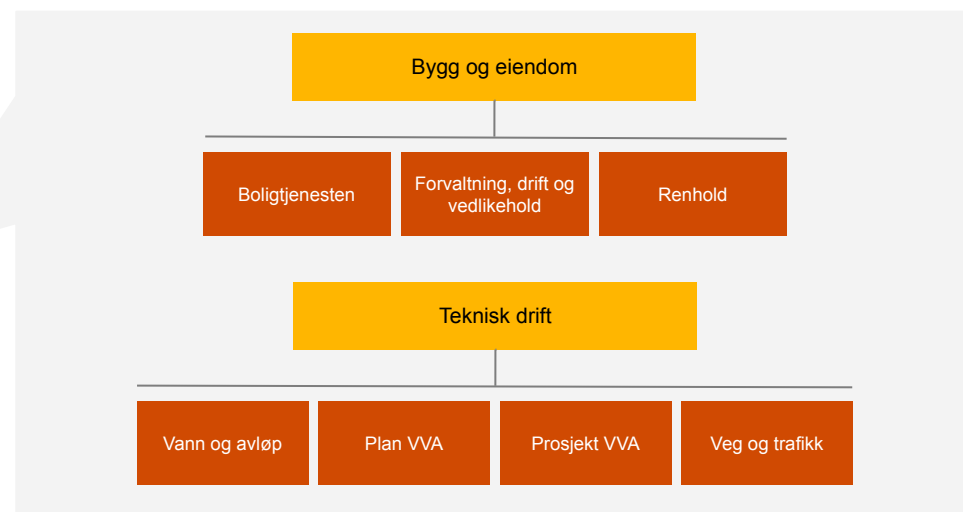 Bygg og eiendom
Boligtjenesten
Forvaltning, drift og
vedlikehold
Renhold
Teknisk drift
Vann og avløp
Plan VVA
Prosjekt VVA
Veg og trafikk